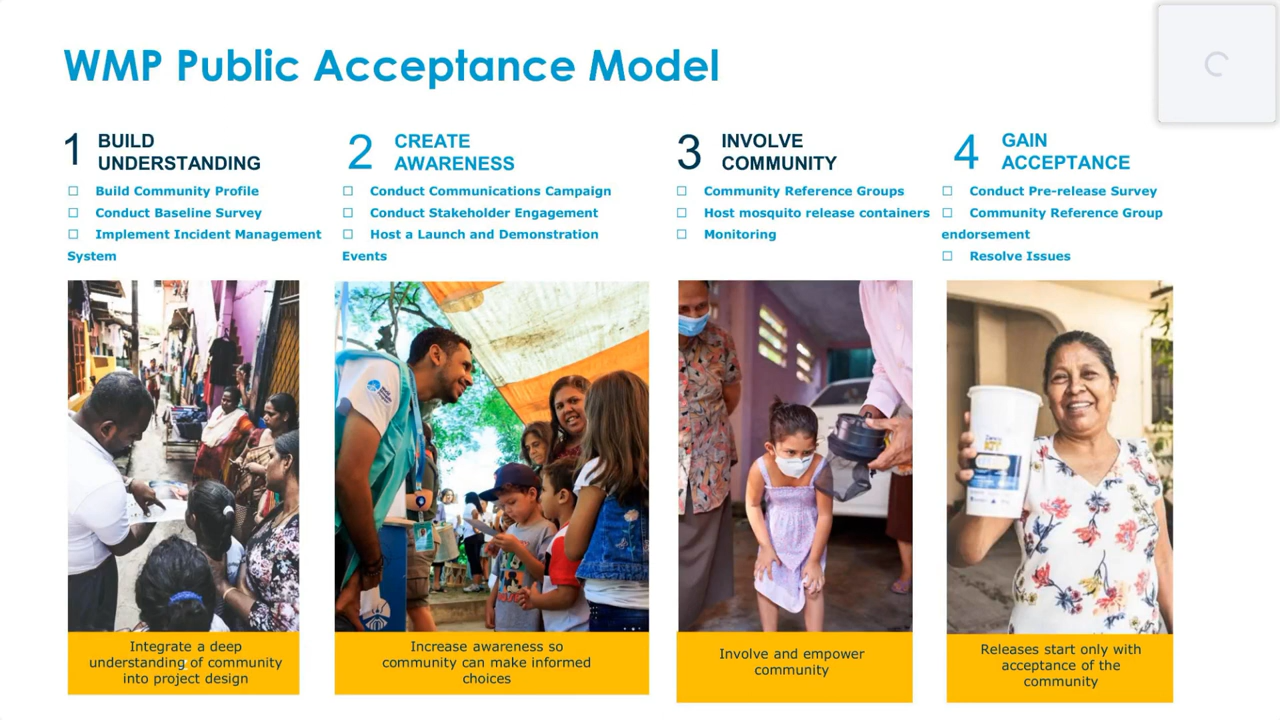 WMP Public Acceptance Model
1 BUILD
UNDERSTANDING
☐ Build Community Profile
☐ Conduct Baseline Survey
☐ Implement Incident Management
System
Integrate a deep
understanding of community
into project design
2 CREATE
AWARENESS
☐ Conduct Communications Campaign
☐ Conduct Stakeholder Engagement
☐ Host a Launch and Demonstration
Events
Increase awareness so
community can make informed
choices
3 INVOLVE
COMMUNITY
☐ Community Reference Groups
☐ Host mosquito release containers
☐ Monitoring
Involve and empower
community
4 GAIN
ACCEPTANCE
☐ Conduct Pre-release Survey
☐ Community Reference Group
endorsement
☐ Resolve Issues
Releases start only with
acceptance of the
community